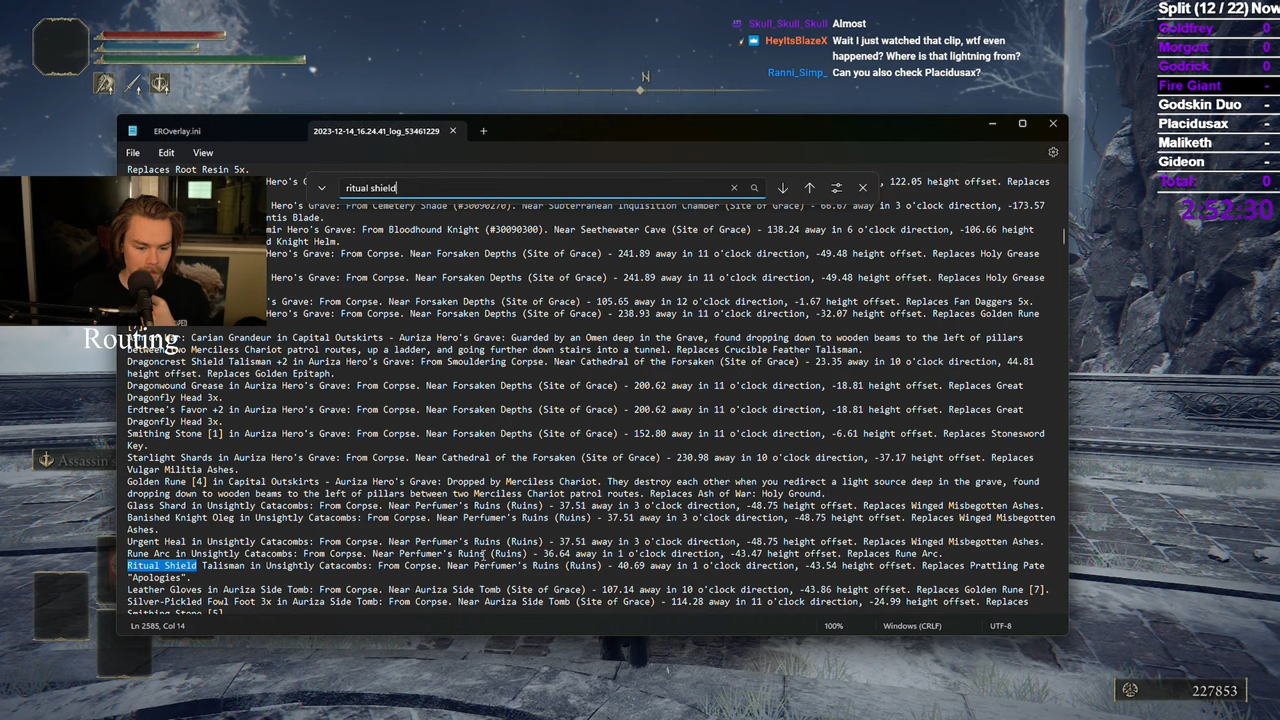 Skull_Skull_Skull Almost
HeyItsBlazeX Wait I just watched that clip, wtf even
happened? Where is that lightning from?
Ranni_Simp_ Can you also check Placidusax?
Split (12 / 22) Now
Goldfrey 0
Morgott 0
Godrick 0
Fire Giant -
Godskin Duo -
Placidusax -
Maliketh -
Gideon -
Total: 0
2:52:30
N
EROverlay.ini
2023-12-14_16.24.41_log_53461229
File Edit View
Replaces Root Resin 5x.
ritual shield
Hero's G
, 122.05 height offset. Replaces
Hero's Grave: From Cemetery Shade (#30090270). Near Subterranean Inquisition Chamber (Site of Grace) - 66.67 away in 3 o'clock direction, -173.57
ntis Blade.
mir Hero's Grave: From Bloodhound Knight
Near Seethewater Cave (Site of Grace) - 138.24 away in 6 o'clock direction, -106.66 height
d Knight Helm.
Hero's Grave: From Corpse. Near Forsaken Depths (Site of Grace) - 241.89 away in 11 o'clock direction, -49.48 height offset. Replaces Holy Grease
Hero's Grave: From Corpse. Near Forsaken Depths (Site of Grace) - 241.89 away in 11 o'clock direction, -49.48 height offset. Replaces Holy Grease
's Grave: From Corpse. Near Forsaken Depths (Site of Grace) - 105.65 away in 12 o'clock direction, -1.67 height offset. Replaces Fan Daggers 5x.
's Grave: From Corpse. Near Forsaken Depths (Site of Grace) - 238.93 away in 11 o'clock direction, -32.07 height offset. Replaces Golden Rune
[7].
Routing
Carian Grandeur in Capital Outskirts - Auriza Hero's Grave: Guarded by an Omen deep in the Grave, found dropping down to wooden beams to the left of pillars
between two Merciless Chariot patrol routes, up a ladder, and going further down stairs into a tunnel. Replaces Crucible Feather Talisman.
Dragoncrest Shield Talisman +2 in Auriza Hero's Grave: From Smouldering Corpse. Near Cathedral of the Forsaken (Site of Grace) - 23.35 away in 10 o'clock direction, 44.81
height offset. Replaces Golden Epitaph.
Dragonwound Grease in Auriza Hero's Grave: From Corpse. Near Forsaken Depths (Site of Grace) - 200.62 away in 11 o'clock direction, -18.81 height offset. Replaces Great
Dragonfly Head 3x.
Erdtree's Favor +2 in Auriza Hero's Grave: From Corpse. Near Forsaken Depths (Site of Grace) - 200.62 away in 11 o'clock direction, -18.81 height offset. Replaces Great
Dragonfly Head 3x.
Smithing Stone [1] in Auriza Hero's Grave: From Corpse. Near Forsaken Depths (Site of Grace) - 152.80 away in 11 o'clock direction, -6.61 height offset. Replaces Stonesword
Key.
Starlight Shards in Auriza Hero's Grave: From Corpse. Near Cathedral of the Forsaken (Site of Grace) - 230.98 away in 10 o'clock direction, -37.17 height offset. Replaces
Vulgar Militia Ashes.
Golden Rune [4] in Capital Outskirts - Auriza Hero's Grave: Dropped by Merciless Chariot. They destroy each other when you redirect a light source deep in the grave, found
dropping down to wooden beams to the left of pillars between two Merciless Chariot patrol routes. Replaces Ash of War: Holy Ground.
Glass Shard in Unsightly Catacombs: From Corpse. Near Perfumer's Ruins (Ruins) - 37.51 away in 3 o'clock direction, -48.75 height offset. Replaces Winged Misbegotten Ashes.
Banished Knight Oleg in Unsightly Catacombs: From Corpse. Near Perfumer's Ruins (Ruins) - 37.51 away in 3 o'clock direction, -48.75 height offset. Replaces Winged Misbegotten
Ashes.
Urgent Heal in Unsightly Catacombs: From Corpse. Near Perfumer's Ruins (Ruins) - 37.51 away in 3 o'clock direction, -48.75 height offset. Replaces Winged Misbegotten Ashes.
Rune Arc in Unsightly Catacombs: From Corpse. Near Perfumer's Ruins (Ruins) - 36.64 away in 1 o'clock direction, -43.47 height offset. Replaces Rune Arc.
Ritual Shield Talisman in Unsightly Catacombs: From Corpse. Near Perfumer's Ruins (Ruins) - 40.69 away in 1 o'clock direction, -43.54 height offset. Replaces Prattling Pate
"Apologies".
Leather Gloves in Auriza Side Tomb: From Corpse. Near Auriza Side Tomb (Site of Grace) - 107.14 away in 10 o'clock direction, -43.86 height offset. Replaces Golden Rune [7].
Silver-Pickled Fowl Foot 3x in Auriza Side Tomb: From Corpse. Near Auriza Side Tomb (Site of Grace) - 114.28 away in 11 o'clock direction, -24.99 height offset. Replaces
Smithing Stone [5].
Ln 2585, Col 14
100%
Windows (CRLF)
UTF-8
Assassin's
227853